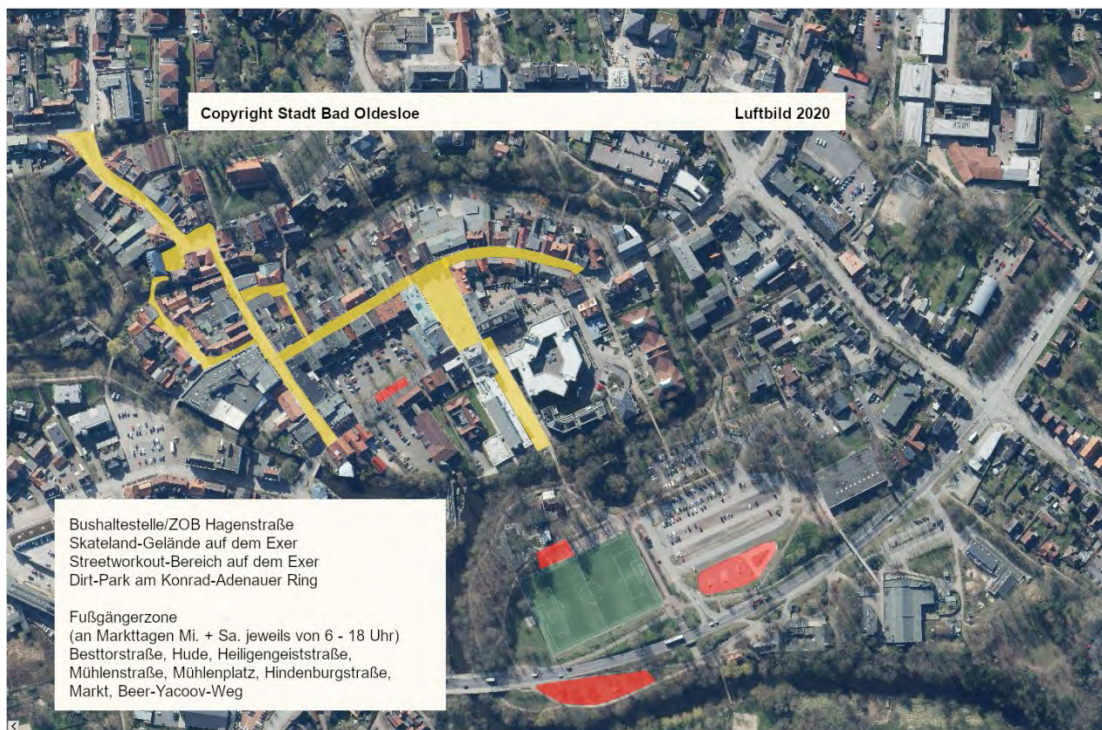 Copyright Stadt Bad Oldesloe Luftbild 2020
Bushaltestelle/ZOB Hagenstraße
Skateland-Gelände auf dem Exer
Streetworkout-Bereich auf dem Exer
Dirt-Park am Konrad-Adenauer Ring

Fußgängerzone
(an Markttagen Mi. + Sa. jeweils von 6 - 18 Uhr)
Besttorstraße, Hude, Heiligengeiststraße,
Mühlenstraße, Mühlenplatz, Hindenburgstraße,
Markt, Beer-Yacoov-Weg